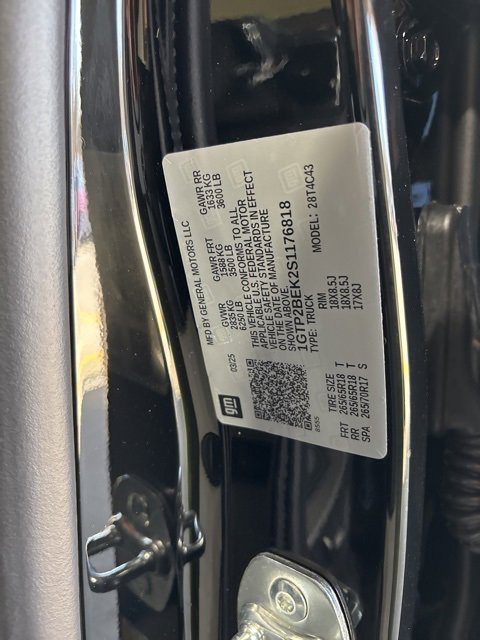 gm
MFD BY GENERAL MOTORS LLC
03/25
GVWR GAWR FRT GAWR RR
2835 KG 1588 KG 1633 KG
6250 LB 3500 LB 3600 LB
THIS VEHICLE CONFORMS TO ALL
APPLICABLE U.S. FEDERAL MOTOR
VEHICLE SAFETY STANDARDS IN EFFECT
ON THE DATE OF MANUFACTURE
SHOWN ABOVE.
1GTP2BEK2S1176818
TYPE: TRUCK MODEL: 28T4C43
8555
TIRE SIZE RIM
FRT 265/65R18 T 18X8.5J
RR 265/65R18 T 18X8.5J
SPA 265/70R17 S 17X8J